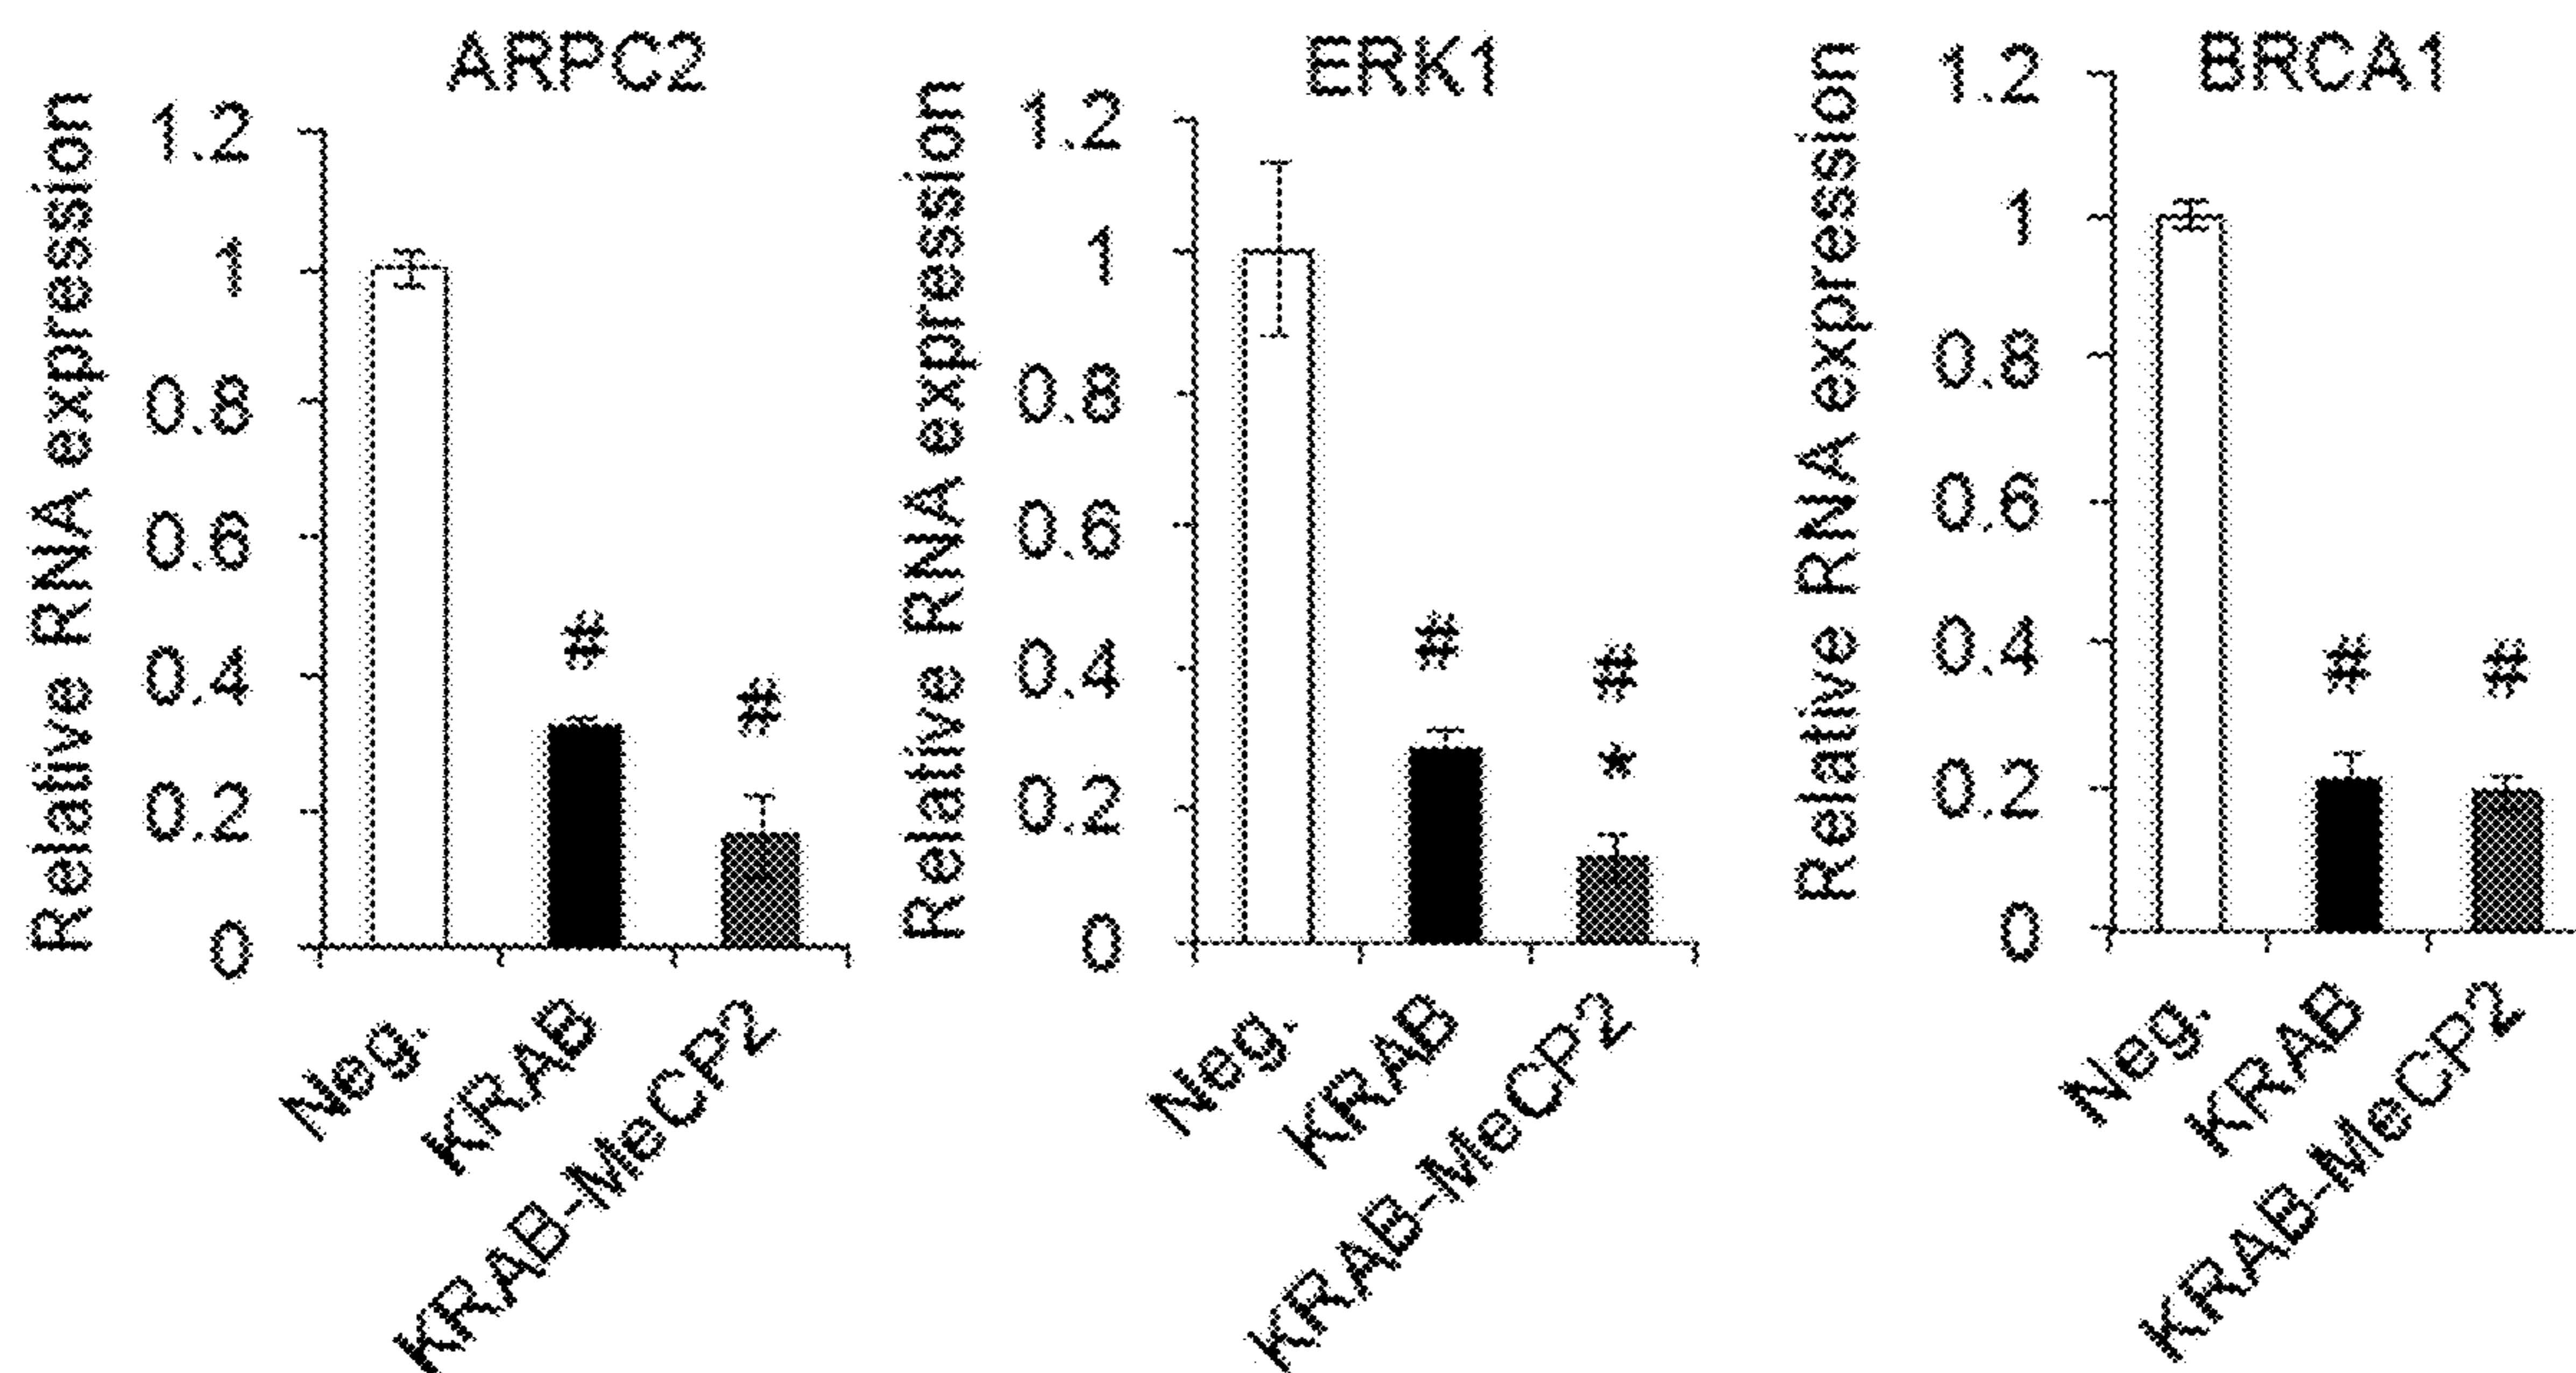 ARPC2
Relative RNA expression
1.2
1
0.8
0.6
0.4
0.2
0
#
#
Neg.
KRAB
KRAB-MeCP2
ERK1
Relative RNA expression
1.2
1
0.8
0.6
0.4
0.2
0
#
#
*
Neg.
KRAB
KRAB-MeCP2
BRCA1
Relative RNA expression
1.2
1
0.8
0.6
0.4
0.2
0
#
#
Neg.
KRAB
KRAB-MeCP2